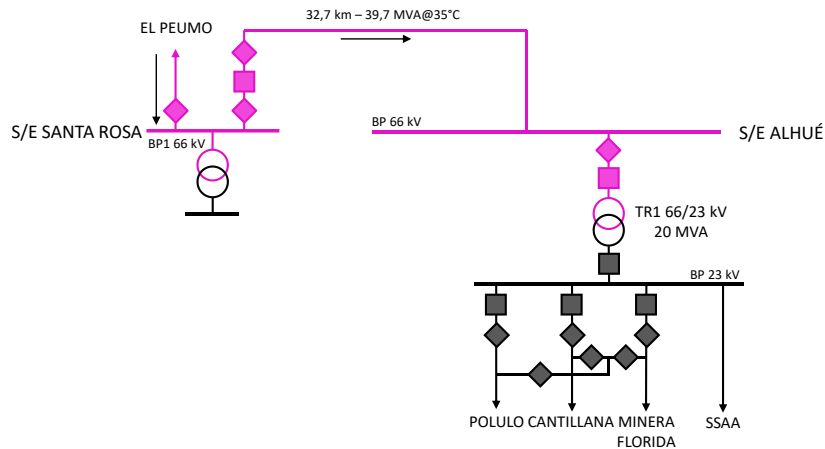 32,7 km – 39,7 MVA@35°C
EL PEUMO
S/E SANTA ROSA
BP1 66 kV
BP 66 kV
S/E ALHUÉ
TR1 66/23 kV
20 MVA
BP 23 kV
POLULO CANTILLANA MINERA FLORIDA
SSAA